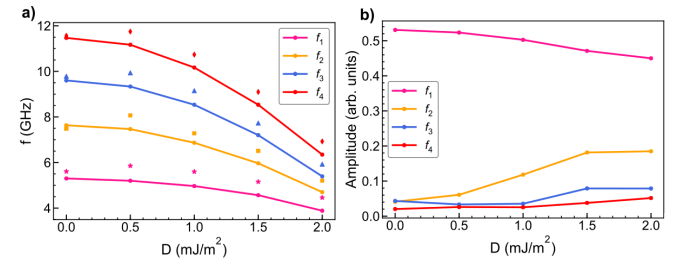 a)
12
10
8
6
4
f (GHz)
0.0 0.5 1.0 1.5 2.0
D (mJ/m²)
f₁
f₂
f₃
f₄
b)
0.5
0.4
0.3
0.2
0.1
0.0
Amplitude (arb. units)
0.0 0.5 1.0 1.5 2.0
D (mJ/m²)
f₁
f₂
f₃
f₄